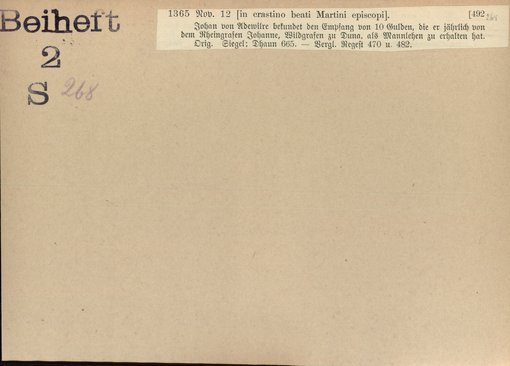 Beiheft
2
S 268
1365 Nov. 12 [in crastino beati Martini episcopi]. [492
Johan von Adewilre bekundet den Empfang von 10 Gulden, die er jährlich von
dem Rheingrafen Johanne, Wildgrafen zu Duna, als Mannlehen zu erhalten hat.
Orig. Siegel; Dhaun 665. — Vergl. Regest 470 u. 482.